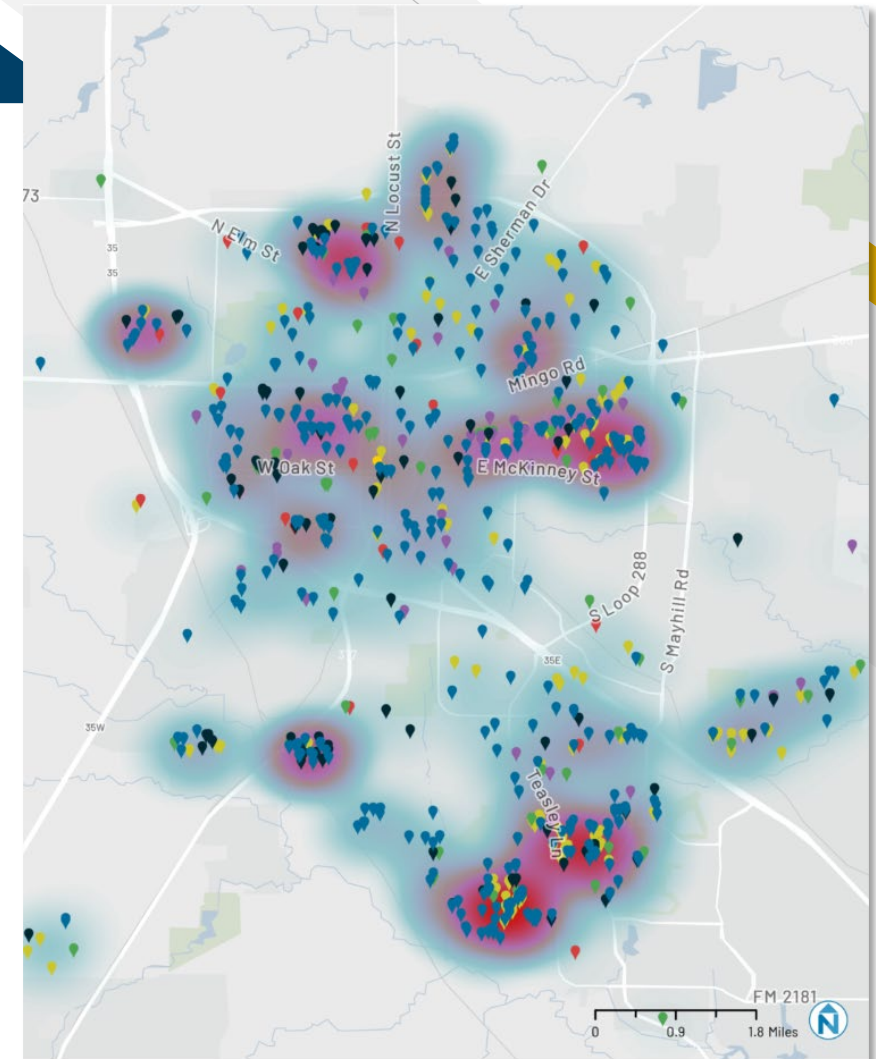 N Locust St
73
E Sherman Dr
N Elm St
35
35
Mingo Rd
W Oak St
E McKinney St
S Loop 288
S Mayhill Rd
35E
35W
Teasley Ln
FM 2181
0
0.9
1.8 Miles
N